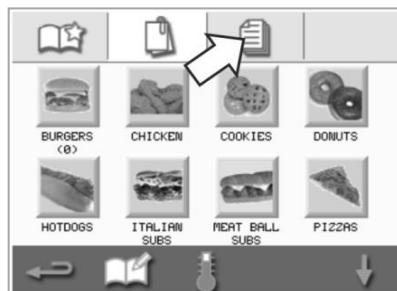 BURGERS CHICKEN COOKIES DONUTS
(0)
HOTDOGS ITALIAN MEAT BALL PIZZAS
SUBS SUBS